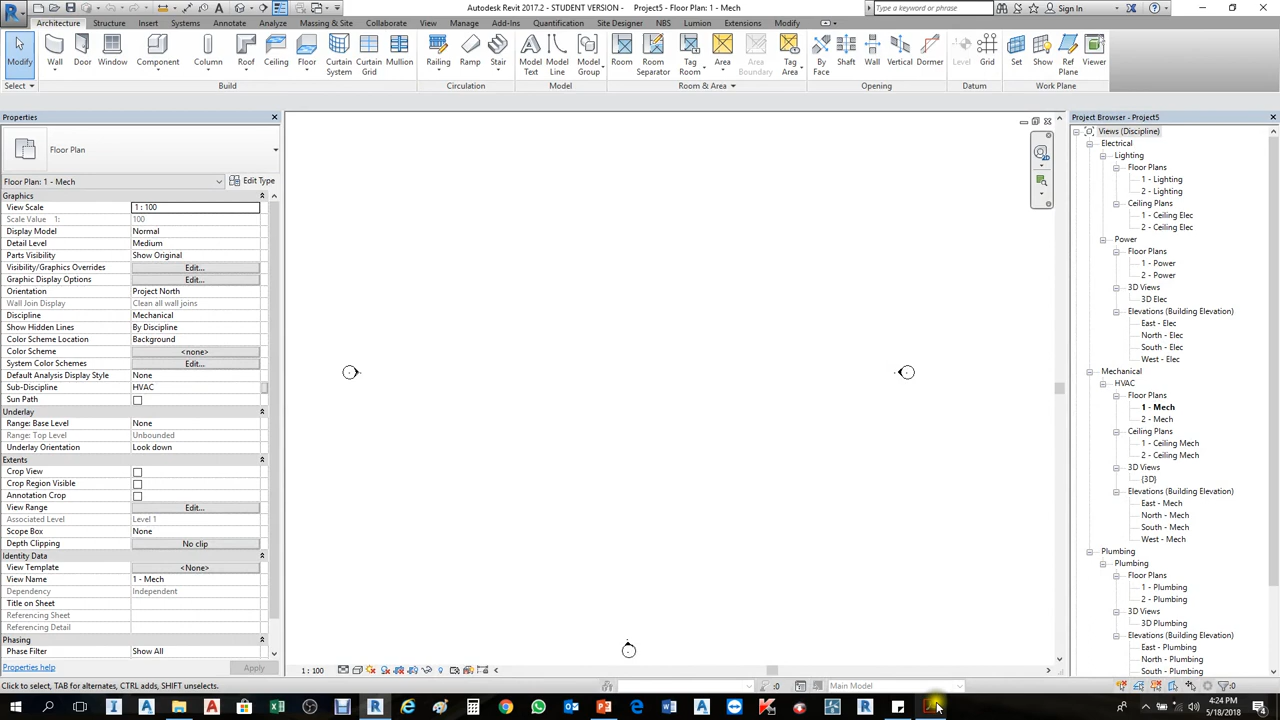 Autodesk Revit 2017.2 - STUDENT VERSION - Project5 - Floor Plan: 1 - Mech
Type a keyword or phrase
Sign In
Architecture Structure Insert Systems Annotate Analyze Massing & Site Collaborate View Manage Add-Ins Quantification Site Designer NBS Lumion Extensions Modify
Modify Wall Door Window Component Column Roof Ceiling Floor Curtain System Curtain Grid Mullion Railing Ramp Stair Model Text Model Line Model Group Room Room Separator Tag Room Area Area Boundary Tag Area By Face Shaft Wall Vertical Dormer Level Grid Set Show Ref Plane Viewer
Select Build Circulation Model Room & Area Opening Datum Work Plane
Properties
Floor Plan
Floor Plan: 1 - Mech Edit Type
Graphics
View Scale 1 : 100
Scale Value 1: 100
Display Model Normal
Detail Level Medium
Parts Visibility Show Original
Visibility/Graphics Overrides Edit...
Graphic Display Options Edit...
Orientation Project North
Wall Join Display Clean all wall joins
Discipline Mechanical
Show Hidden Lines By Discipline
Color Scheme Location Background
Color Scheme <none>
System Color Schemes Edit...
Default Analysis Display Style None
Sub-Discipline HVAC
Sun Path
Underlay
Range: Base Level None
Range: Top Level Unbounded
Underlay Orientation Look down
Extents
Crop View
Crop Region Visible
Annotation Crop
View Range Edit...
Associated Level Level 1
Scope Box None
Depth Clipping No clip
Identity Data
View Template <None>
View Name 1 - Mech
Dependency Independent
Title on Sheet
Referencing Sheet
Referencing Detail
Phasing
Phase Filter Show All
Properties help Apply
1 : 100
Project Browser - Project5
Views (Discipline)
Electrical
Lighting
Floor Plans
1 - Lighting
2 - Lighting
Ceiling Plans
1 - Ceiling Elec
2 - Ceiling Elec
Power
Floor Plans
1 - Power
2 - Power
3D Views
3D Elec
Elevations (Building Elevation)
East - Elec
North - Elec
South - Elec
West - Elec
Mechanical
HVAC
Floor Plans
1 - Mech
2 - Mech
Ceiling Plans
1 - Ceiling Mech
2 - Ceiling Mech
3D Views
{3D}
Elevations (Building Elevation)
East - Mech
North - Mech
South - Mech
West - Mech
Plumbing
Plumbing
Floor Plans
1 - Plumbing
2 - Plumbing
3D Views
3D Plumbing
Elevations (Building Elevation)
East - Plumbing
North - Plumbing
South - Plumbing
Click to select, TAB for alternates, CTRL adds, SHIFT unselects.
:0
Main Model
:0
4:24 PM
5/18/2018